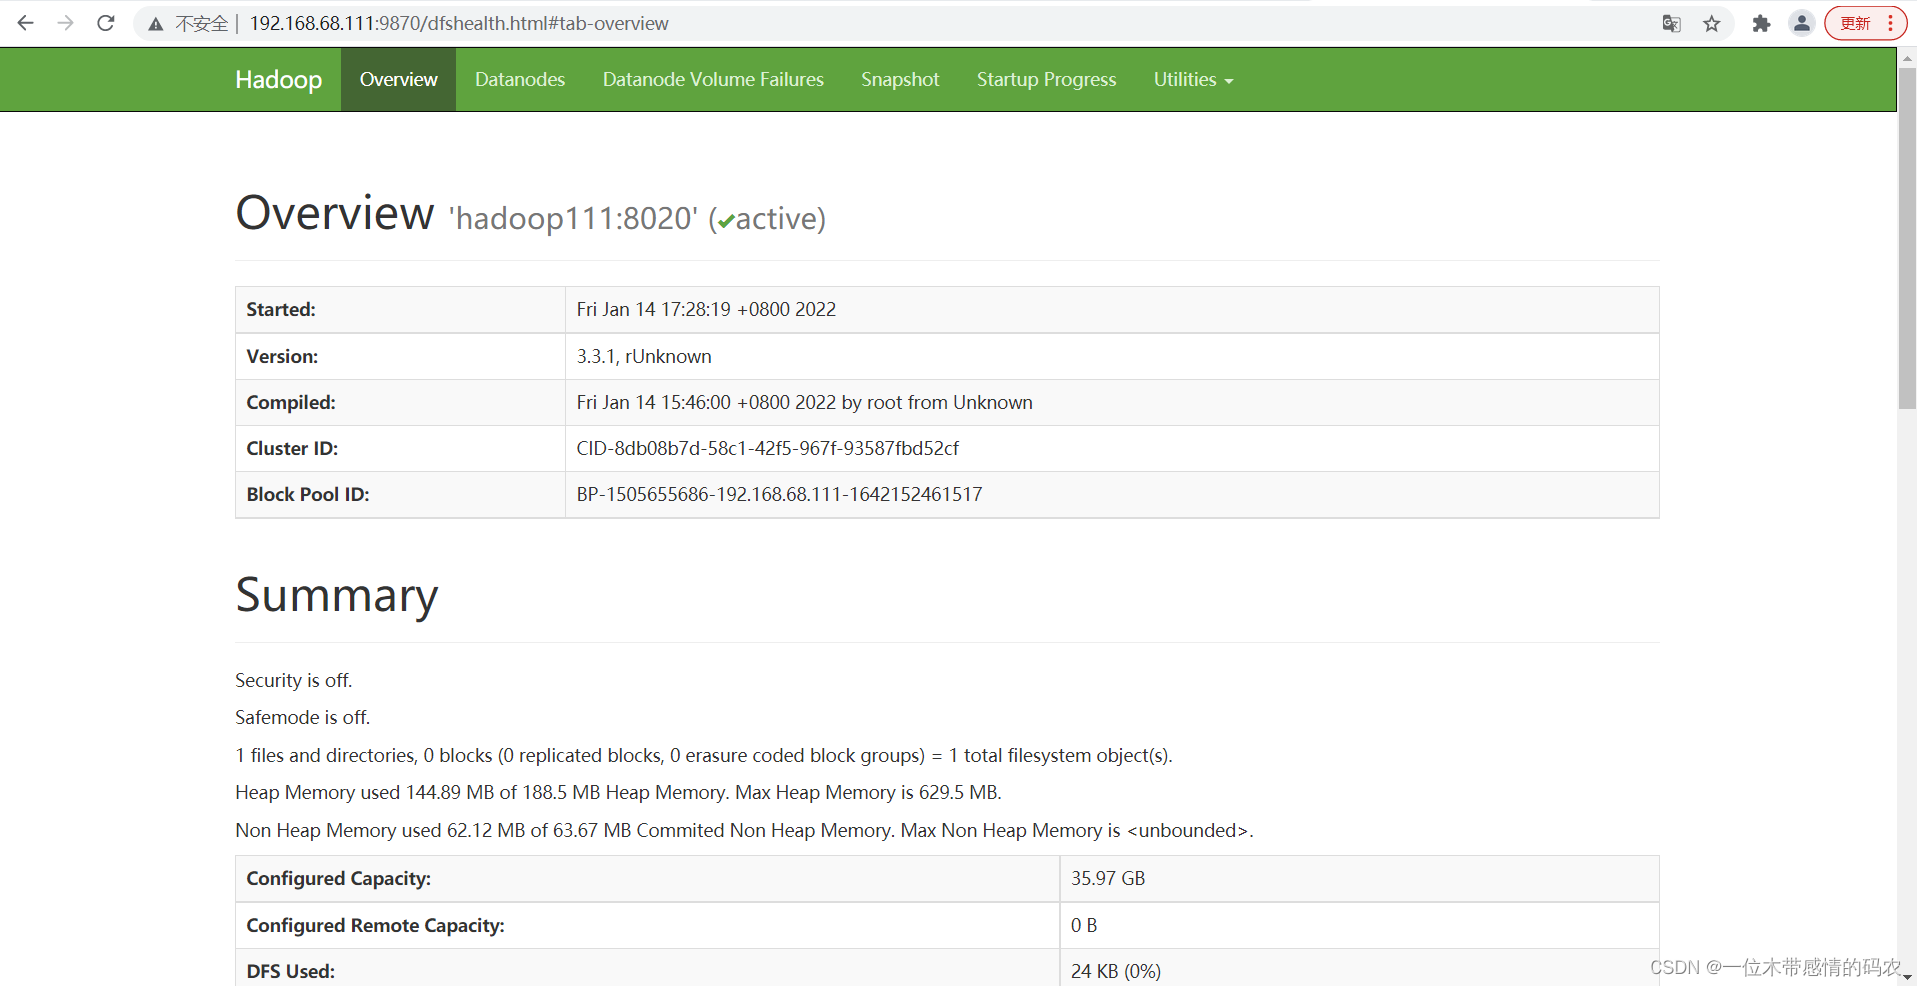 不安全 | 192.168.68.111:9870/dfshealth.html#tab-overview 更新
Hadoop Overview Datanodes Datanode Volume Failures Snapshot Startup Progress Utilities
Overview 'hadoop111:8020' (✔active)
Started: Fri Jan 14 17:28:19 +0800 2022
Version: 3.3.1, rUnknown
Compiled: Fri Jan 14 15:46:00 +0800 2022 by root from Unknown
Cluster ID: CID-8db08b7d-58c1-42f5-967f-93587fbd52cf
Block Pool ID: BP-1505655686-192.168.68.111-1642152461517
Summary
Security is off.
Safemode is off.
1 files and directories, 0 blocks (0 replicated blocks, 0 erasure coded block groups) = 1 total filesystem object(s).
Heap Memory used 144.89 MB of 188.5 MB Heap Memory. Max Heap Memory is 629.5 MB.
Non Heap Memory used 62.12 MB of 63.67 MB Commited Non Heap Memory. Max Non Heap Memory is <unbounded>.
Configured Capacity: 35.97 GB
Configured Remote Capacity: 0 B
DFS Used: 24 KB (0%)
CSDN @一位木带感情的码农